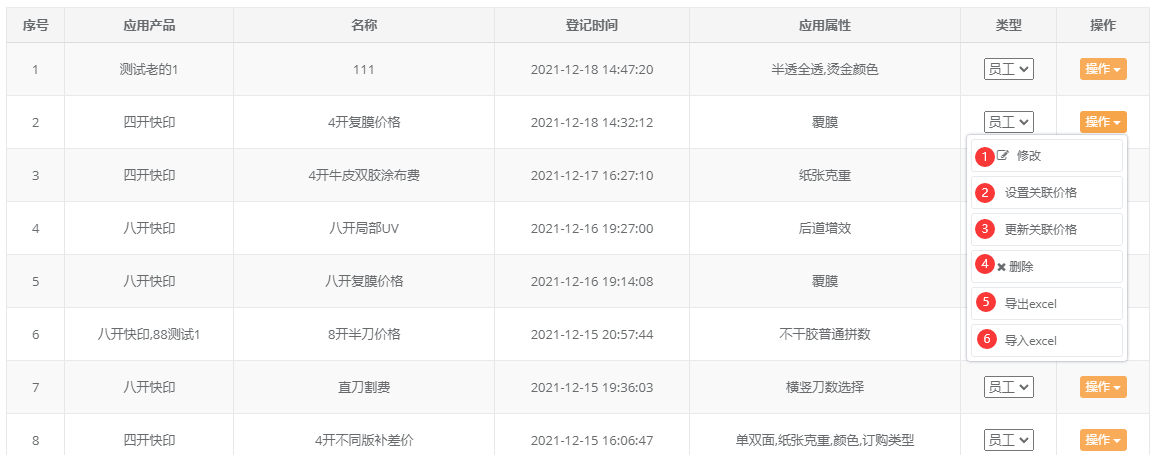 序号 应用产品 名称 登记时间 应用属性 类型 操作
1 测试老的1 111 2021-12-18 14:47:20 半透全透,烫金颜色 员工 操作
2 四开快印 4开复膜价格 2021-12-18 14:32:12 覆膜 员工 操作
1 修改
3 四开快印 4开牛皮双胶涂布费 2021-12-17 16:27:10 纸张克重
2 设置关联价格
4 八开快印 八开局部UV 2021-12-16 19:27:00 后道增效
3 更新关联价格
5 八开快印 八开复膜价格 2021-12-16 19:14:08 覆膜
4 删除
5 导出excel
6 八开快印,88测试1 8开半刀价格 2021-12-15 20:57:44 不干胶普通拼数
6 导入excel
7 八开快印 直刀割费 2021-12-15 19:36:03 横竖刀数选择 员工 操作
8 四开快印 4开不同版补差价 2021-12-15 16:06:47 单双面,纸张克重,颜色,订购类型 员工 操作